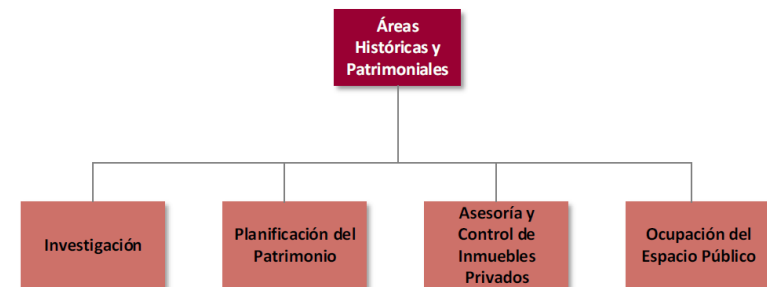 Áreas
Históricas y
Patrimoniales
Investigación
Planificación del
Patrimonio
Asesoría y
Control de
Inmuebles
Privados
Ocupación del
Espacio Público